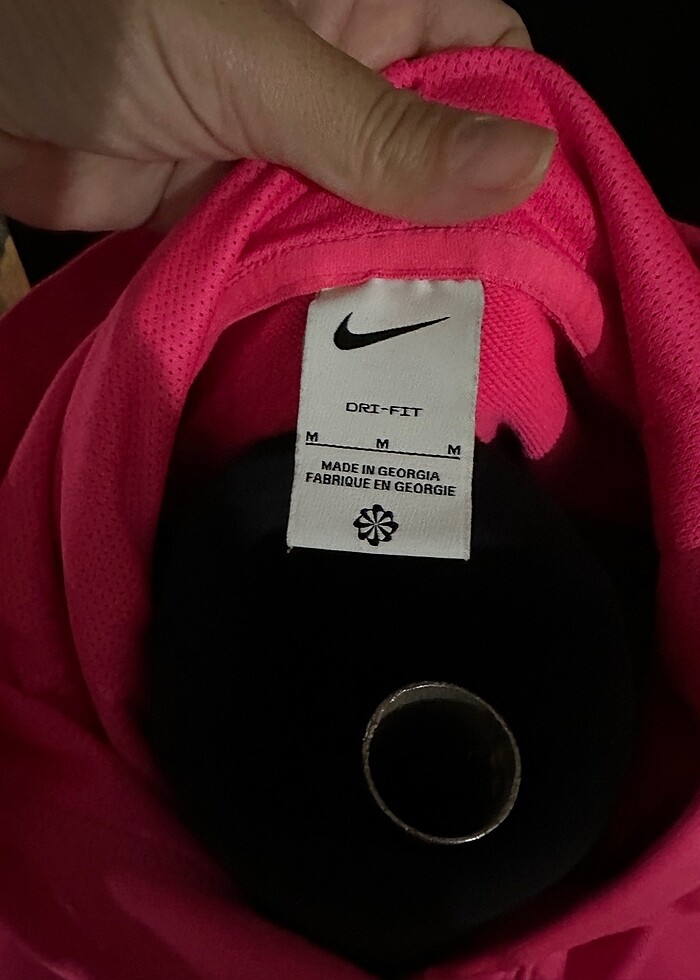 DRI-FIT
M M M
MADE IN GEORGIA
FABRIQUE EN GEORGIE